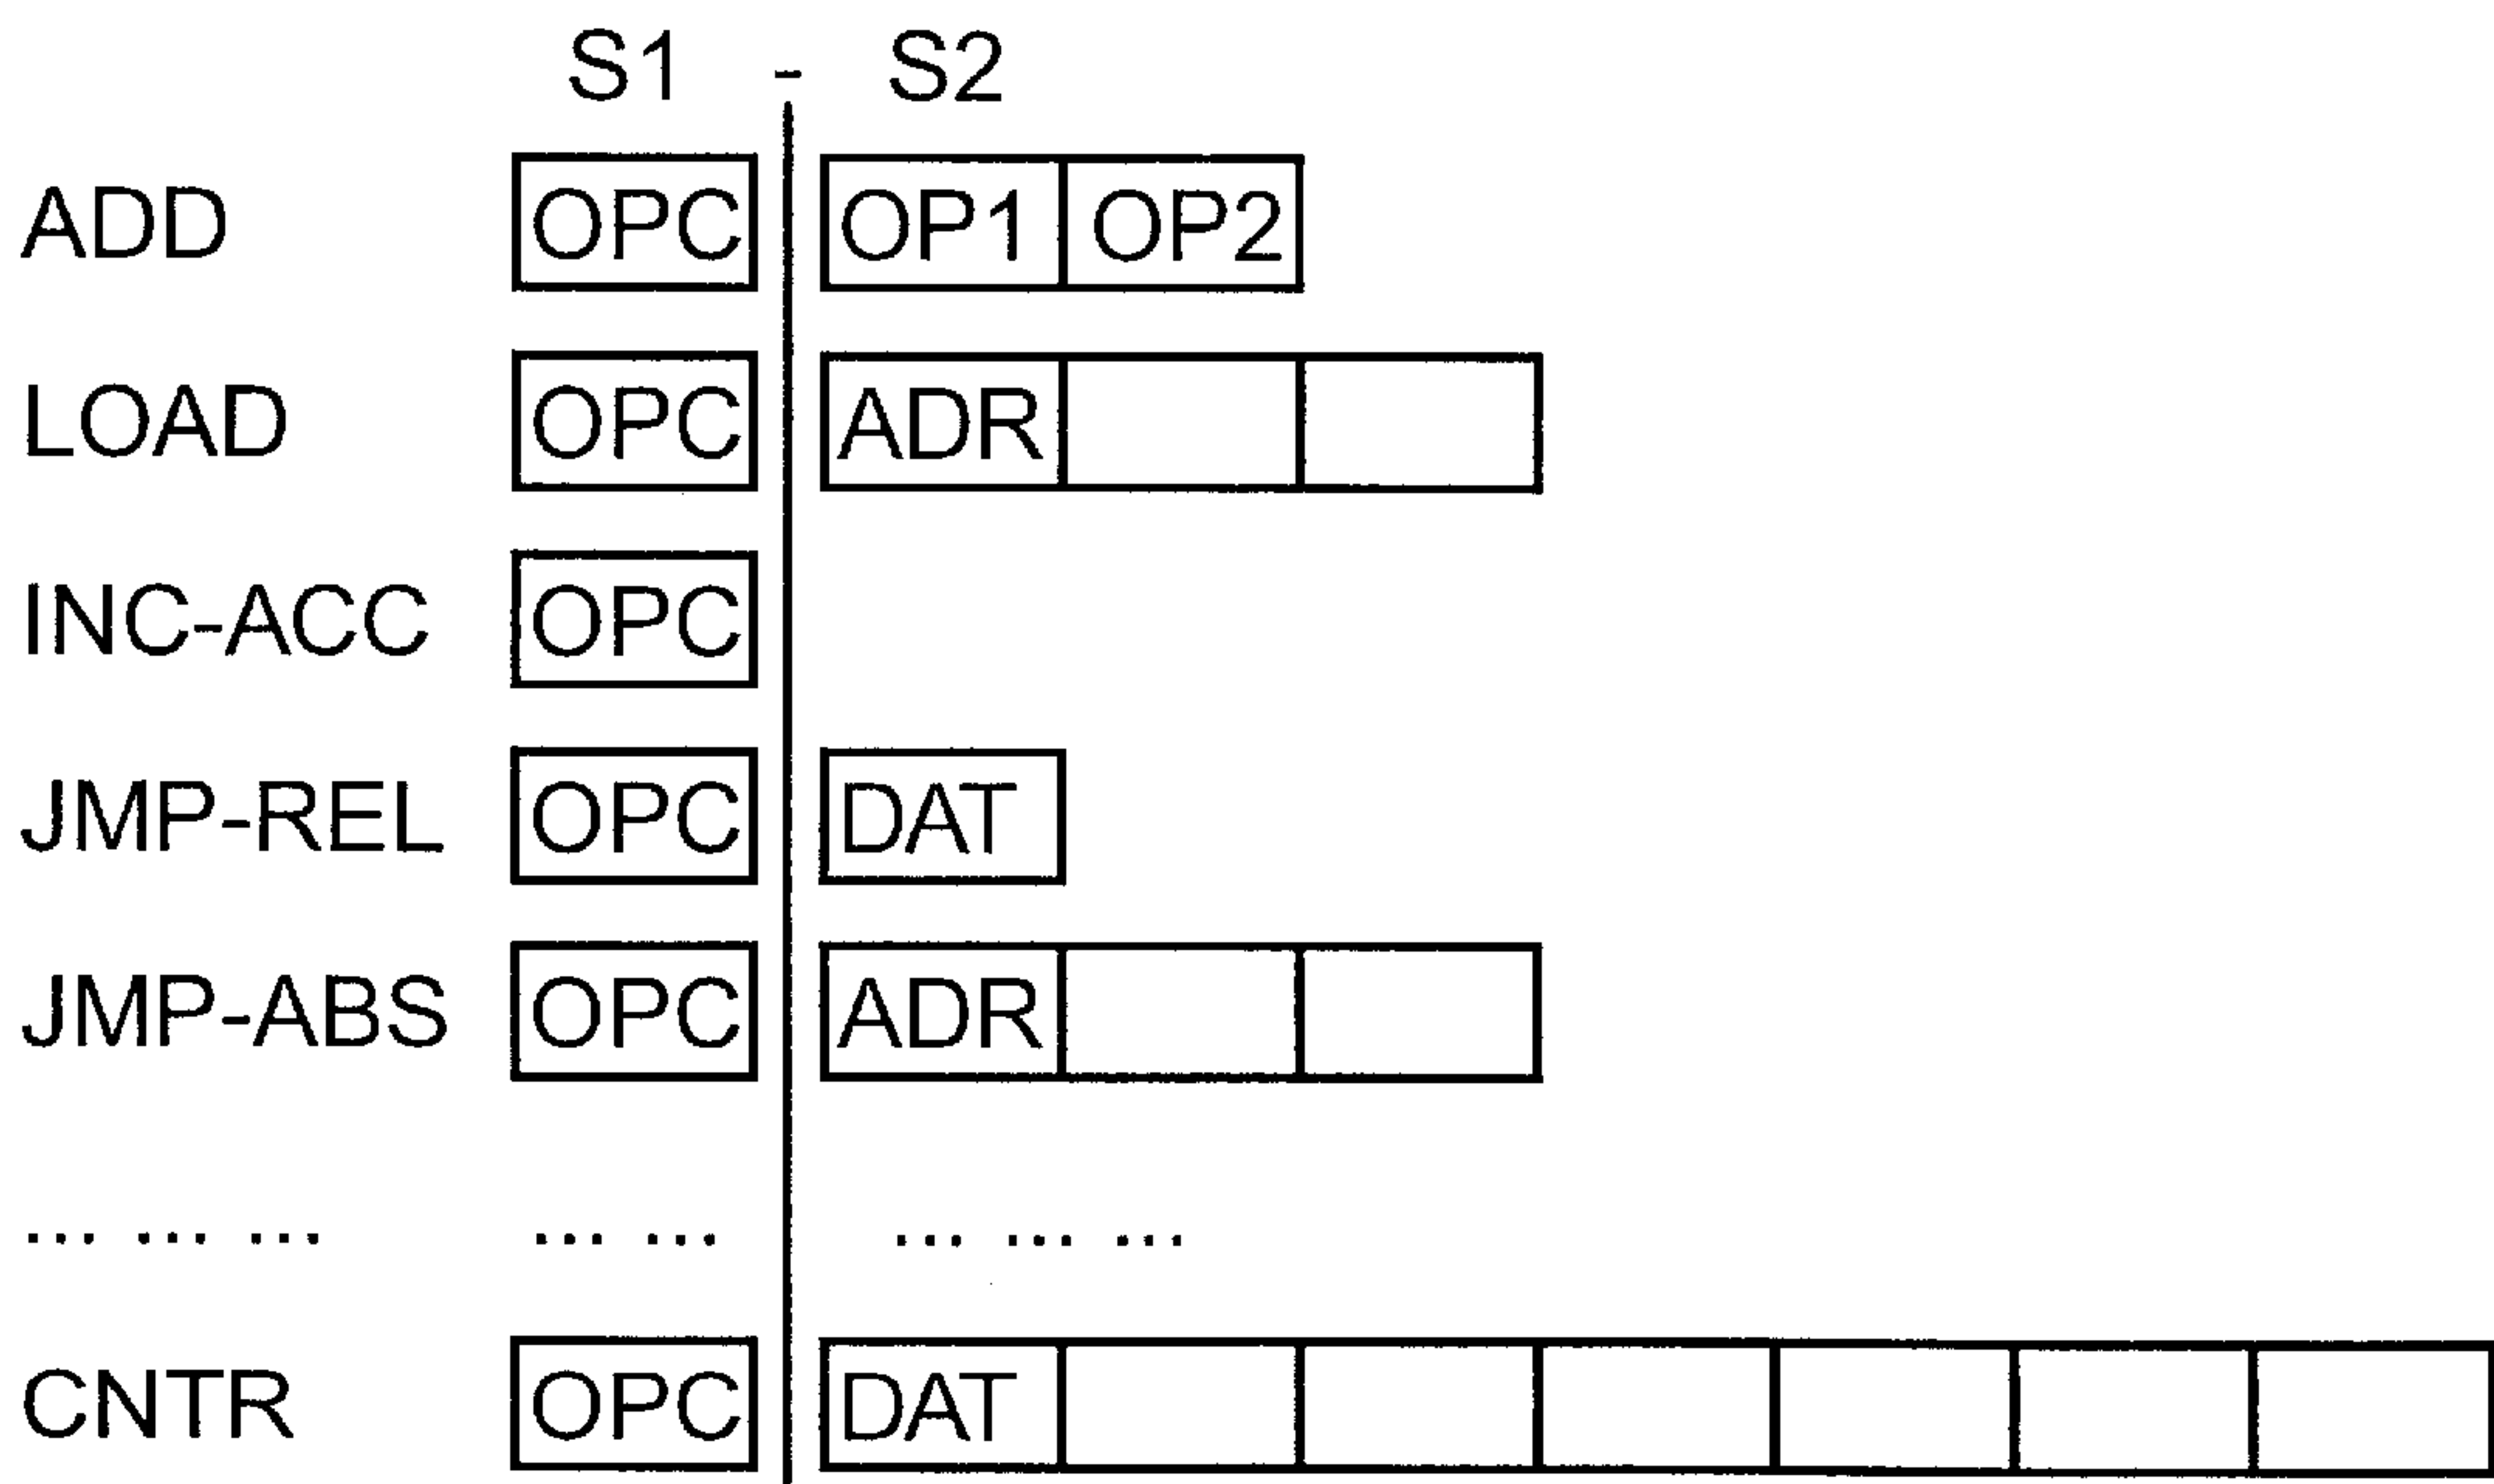 S1 - S2
ADD OPC OP1 OP2
LOAD OPC ADR
INC-ACC OPC
JMP-REL OPC DAT
JMP-ABS OPC ADR
... ... ... ... ... ... ... ...
CNTR OPC DAT